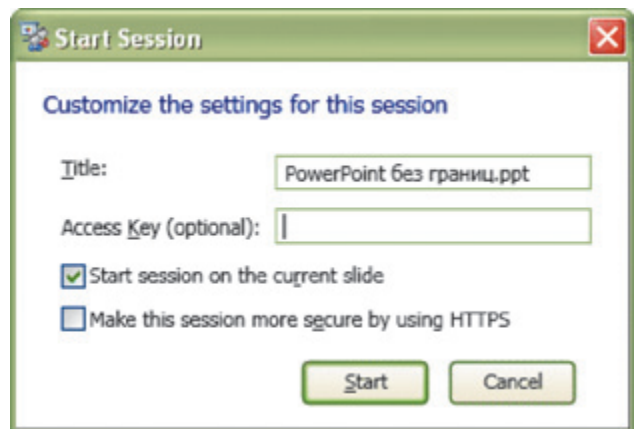 Start Session
Customize the settings for this session
Title: PowerPoint без границ.ppt
Access Key (optional):
Start session on the current slide
Make this session more secure by using HTTPS
Start Cancel